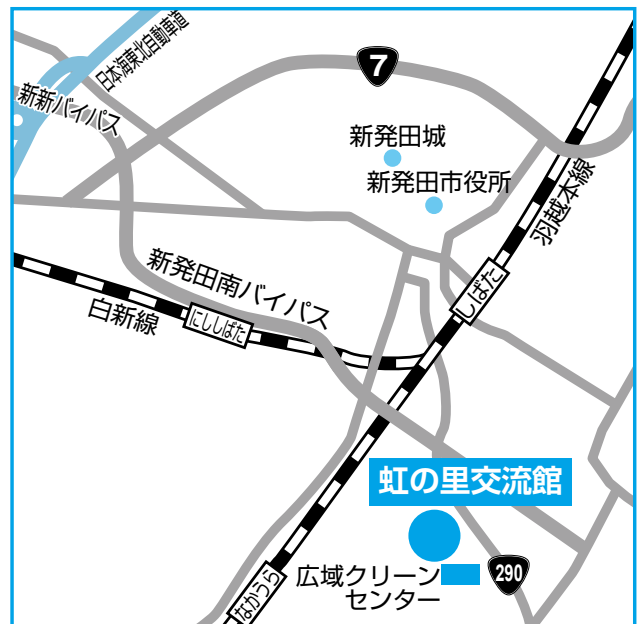 日本海東北自動車道
7
新新バイパス
新発田城
新発田市役所
羽越本線
新発田南バイパス
しばた
白新線
にししばた
虹の里交流館
広域クリーン
センター
290
なかうら